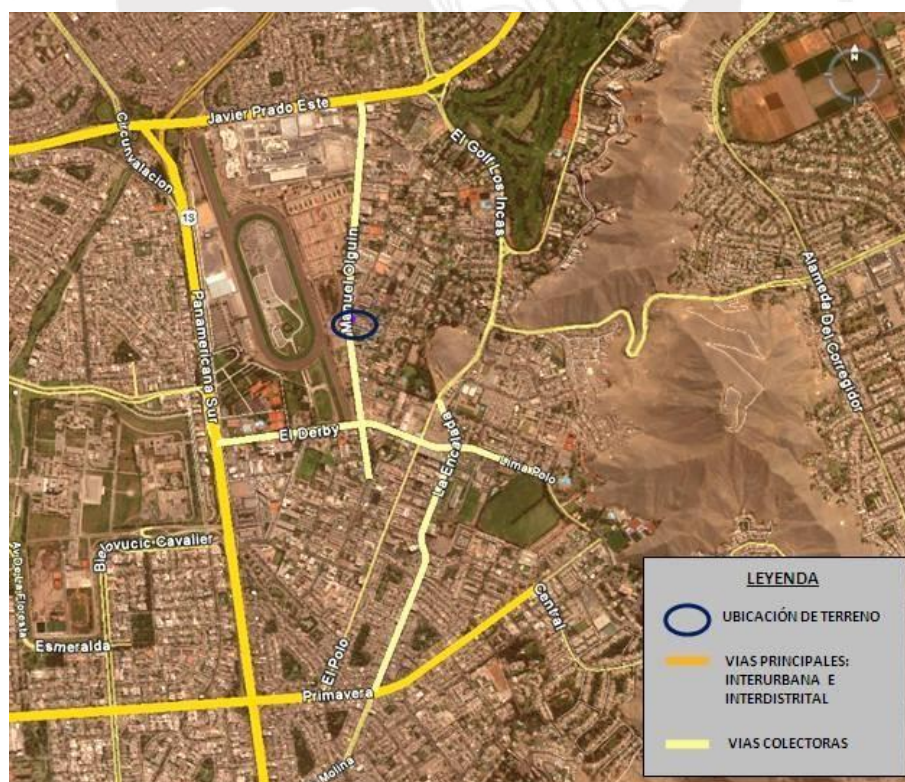 N
Javier Prado Este
Circunvalacion
El Golf Los Incas
1S
Manuel Olguin
Alameda Del Corregidor
Panamericana Sur
El Derby
La Encalada
Lima Polo
Bielovucic Cavalier
Av De La Floresta
Central
Esmeralda
El Polo
Primavera
Molina
LEYENDA
UBICACIÓN DE TERRENO
VIAS PRINCIPALES:
INTERURBANA E
INTERDISTRITAL
VIAS COLECTORAS